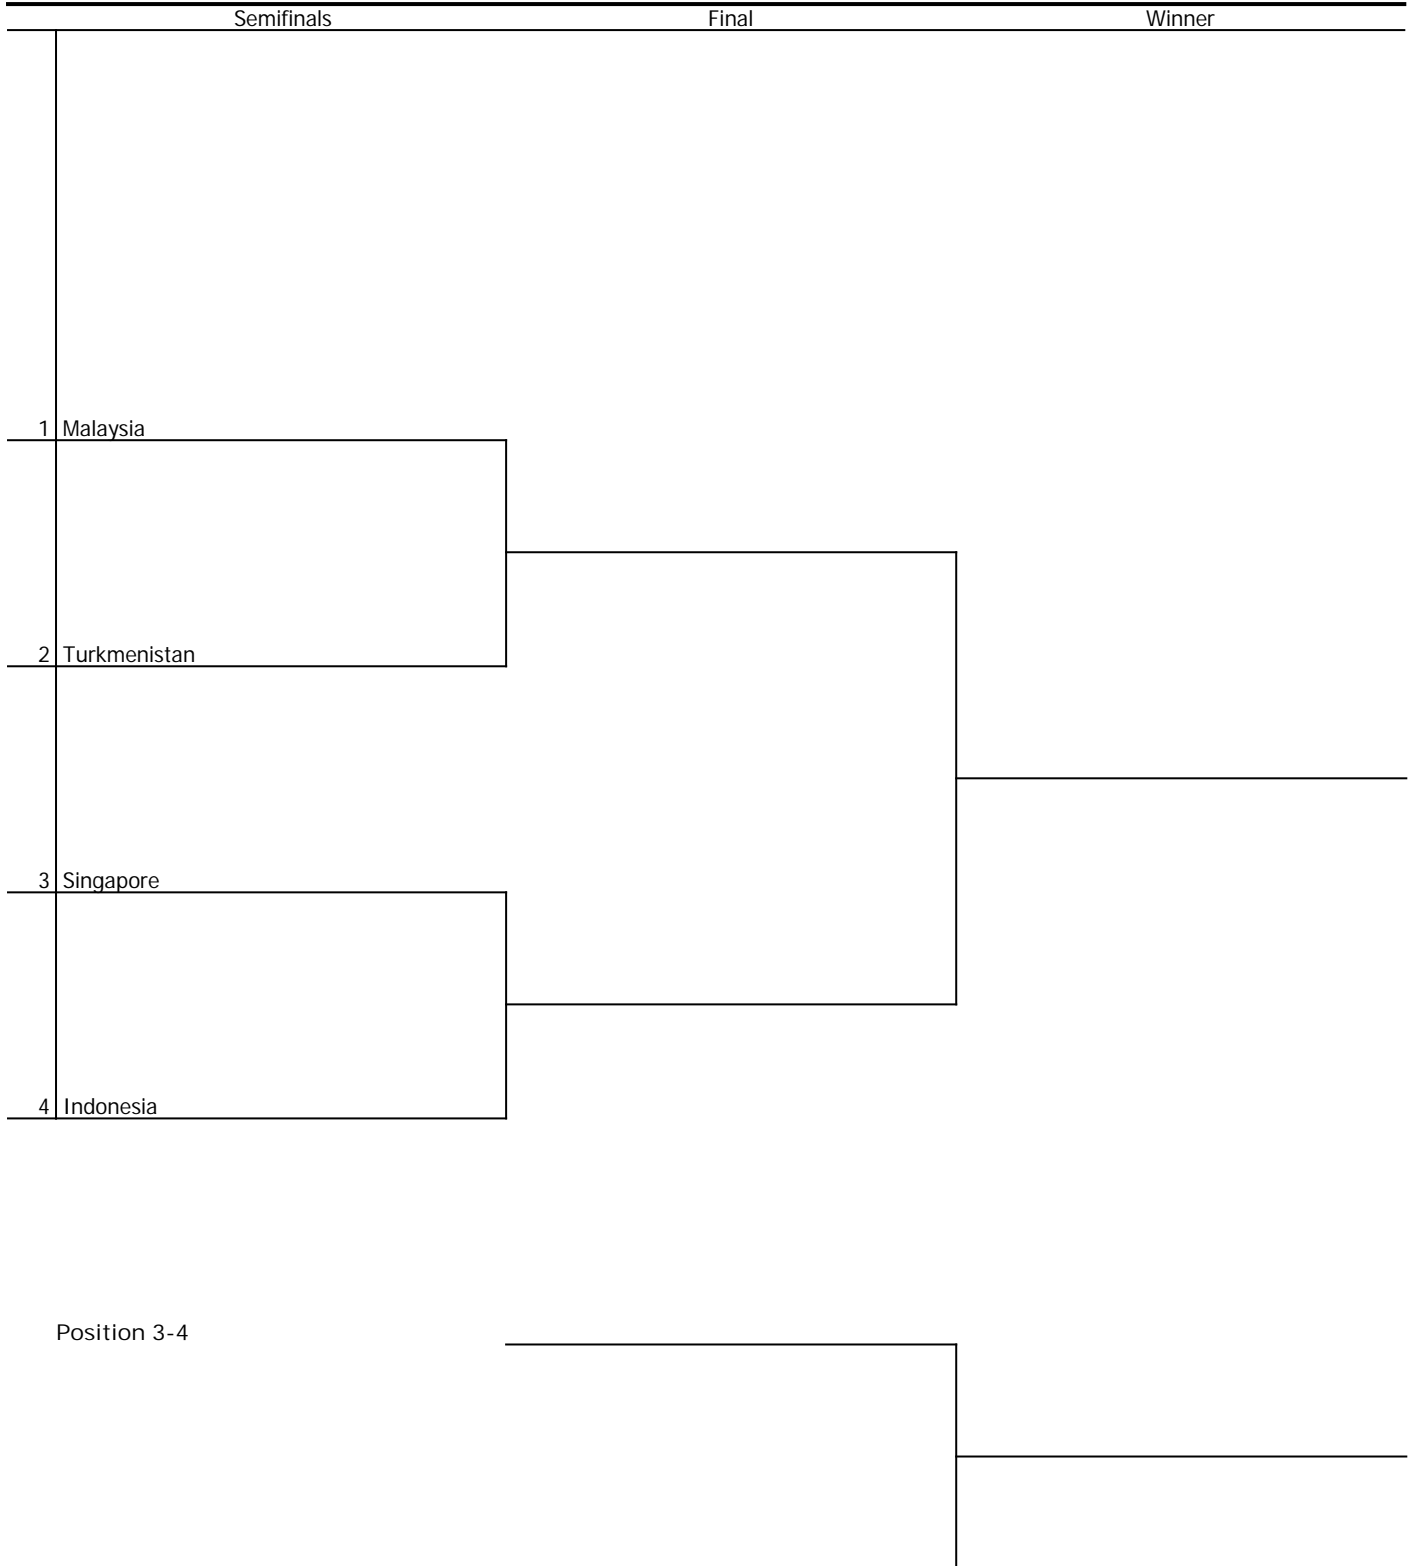 Semifinals Final Winner
1 Malaysia
2 Turkmenistan
3 Singapore
4 Indonesia
Position 3-4